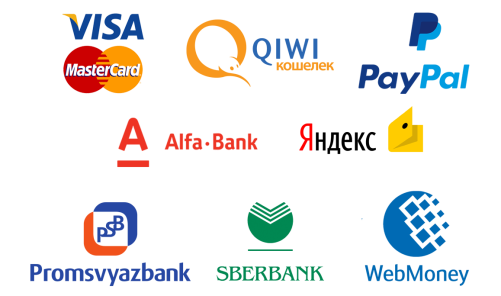 VISA
MasterCard
QIWI
кошелек
PayPal
Alfa·Bank
Яндекс
PSB
Promsvyazbank
SBERBANK
WebMoney